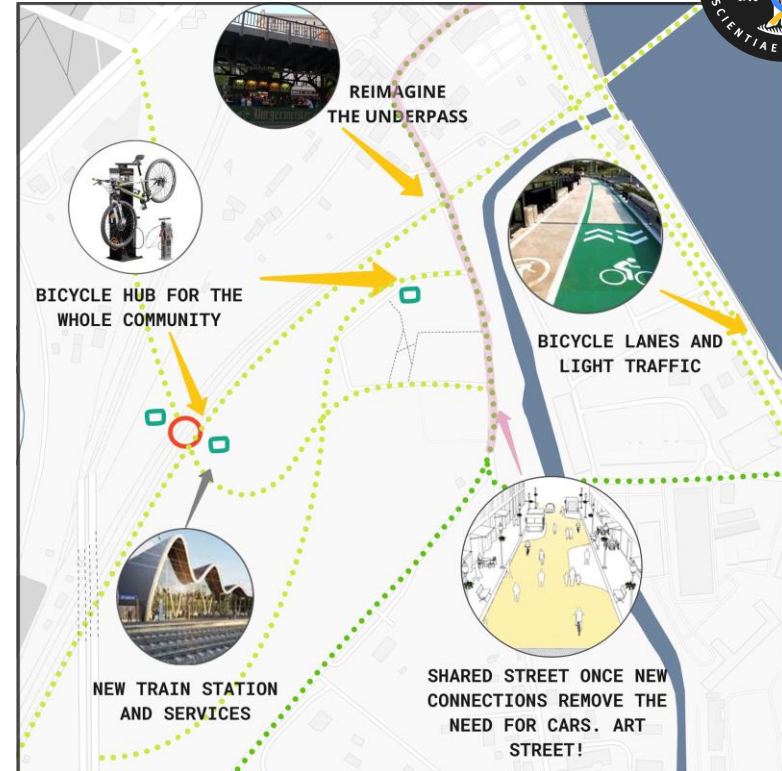 SCIENTIAE
REIMAGINE
THE UNDERPASS
BICYCLE HUB FOR THE
WHOLE COMMUNITY
BICYCLE LANES AND
LIGHT TRAFFIC
NEW TRAIN STATION
AND SERVICES
SHARED STREET ONCE NEW
CONNECTIONS REMOVE THE
NEED FOR CARS. ART
STREET!